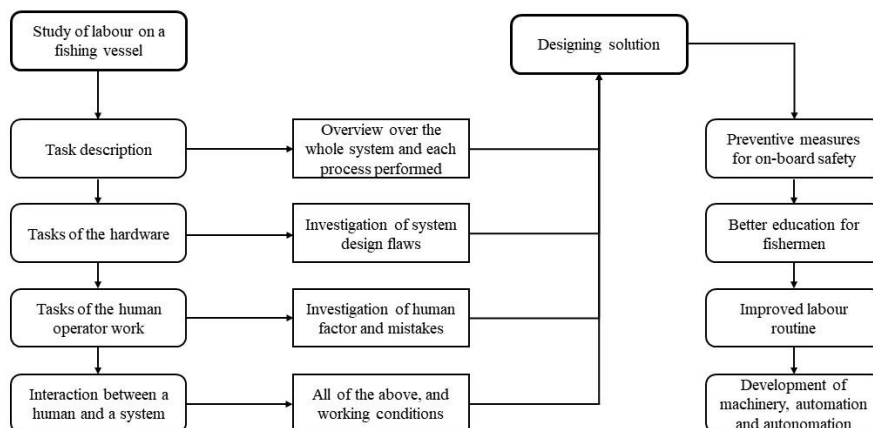 Study of labour on a
fishing vessel
Designing solution
Task description
Overview over the
whole system and each
process performed
Preventive measures
for on-board safety
Tasks of the hardware
Investigation of system
design flaws
Better education for
fishermen
Tasks of the human
operator work
Investigation of human
factor and mistakes
Improved labour
routine
Interaction between a
human and a system
All of the above, and
working conditions
Development of
machinery, automation
and autonomation